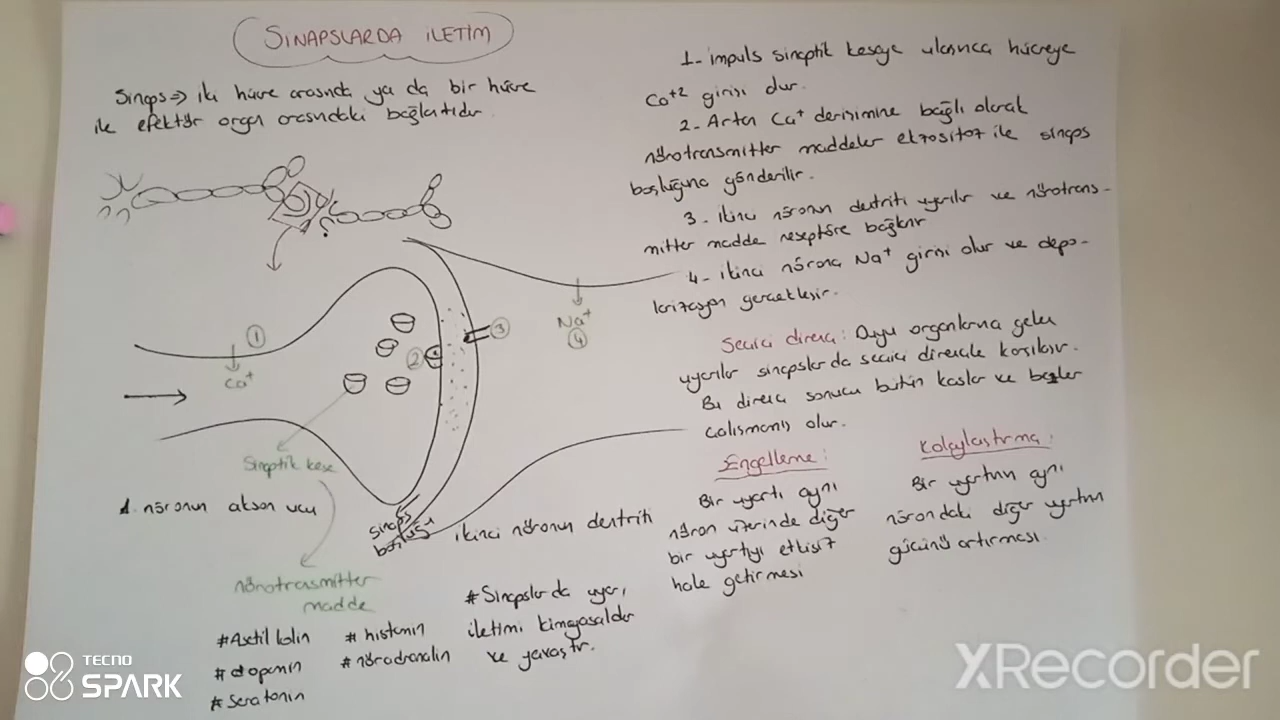 SINAPSLARDA İLETİM
Sinaps => iki hücre arasında ya da bir hücre
ile efektör organ arasındaki bağlantıdır.
1
Ca+
2
3
Na+
4
Sinaptik kese
1. nöronun akson ucu
sinaps
ikinci nöronun dentriti
nörotransmitter
madde
#Asetilkolin
#dopamin
#Seratonin
#histamin
#nöradrenalin
#Sinapslarda uyarı
iletimi kimyasaldır
ve yavaştır.
1- impuls sinaptik keseye ulaşınca hücreye
Ca+2 girişi olur.
2- Artan Ca+ derişimine bağlı olarak
nörotransmitter maddeler ekzositoz ile sinaps
boşluğuna gönderilir.
3- ikinci nöronun dentriti uyarılır ve nörotrans-
mitter madde reseptöre bağlanır
4- ikinci nörona Na+ girişi olur ve depo-
larizasyon gerçekleşir.
Seçici direnç: Duyu organlarına gelen
uyarılar sinapslarda seçici dirençle karşılaşır.
Bu direnç sonucu bütün kaslar ve bezler
çalışmamış olur.
Engelleme:
Bir uyartı aynı
nöron üzerinde diğer
bir uyartıyı etkisiz
hale getirmesi
Kolaylaştırma:
Bir uyartının aynı
nörondaki diğer uyartının
gücünü artırması
TECNO
SPARK
XRecorder